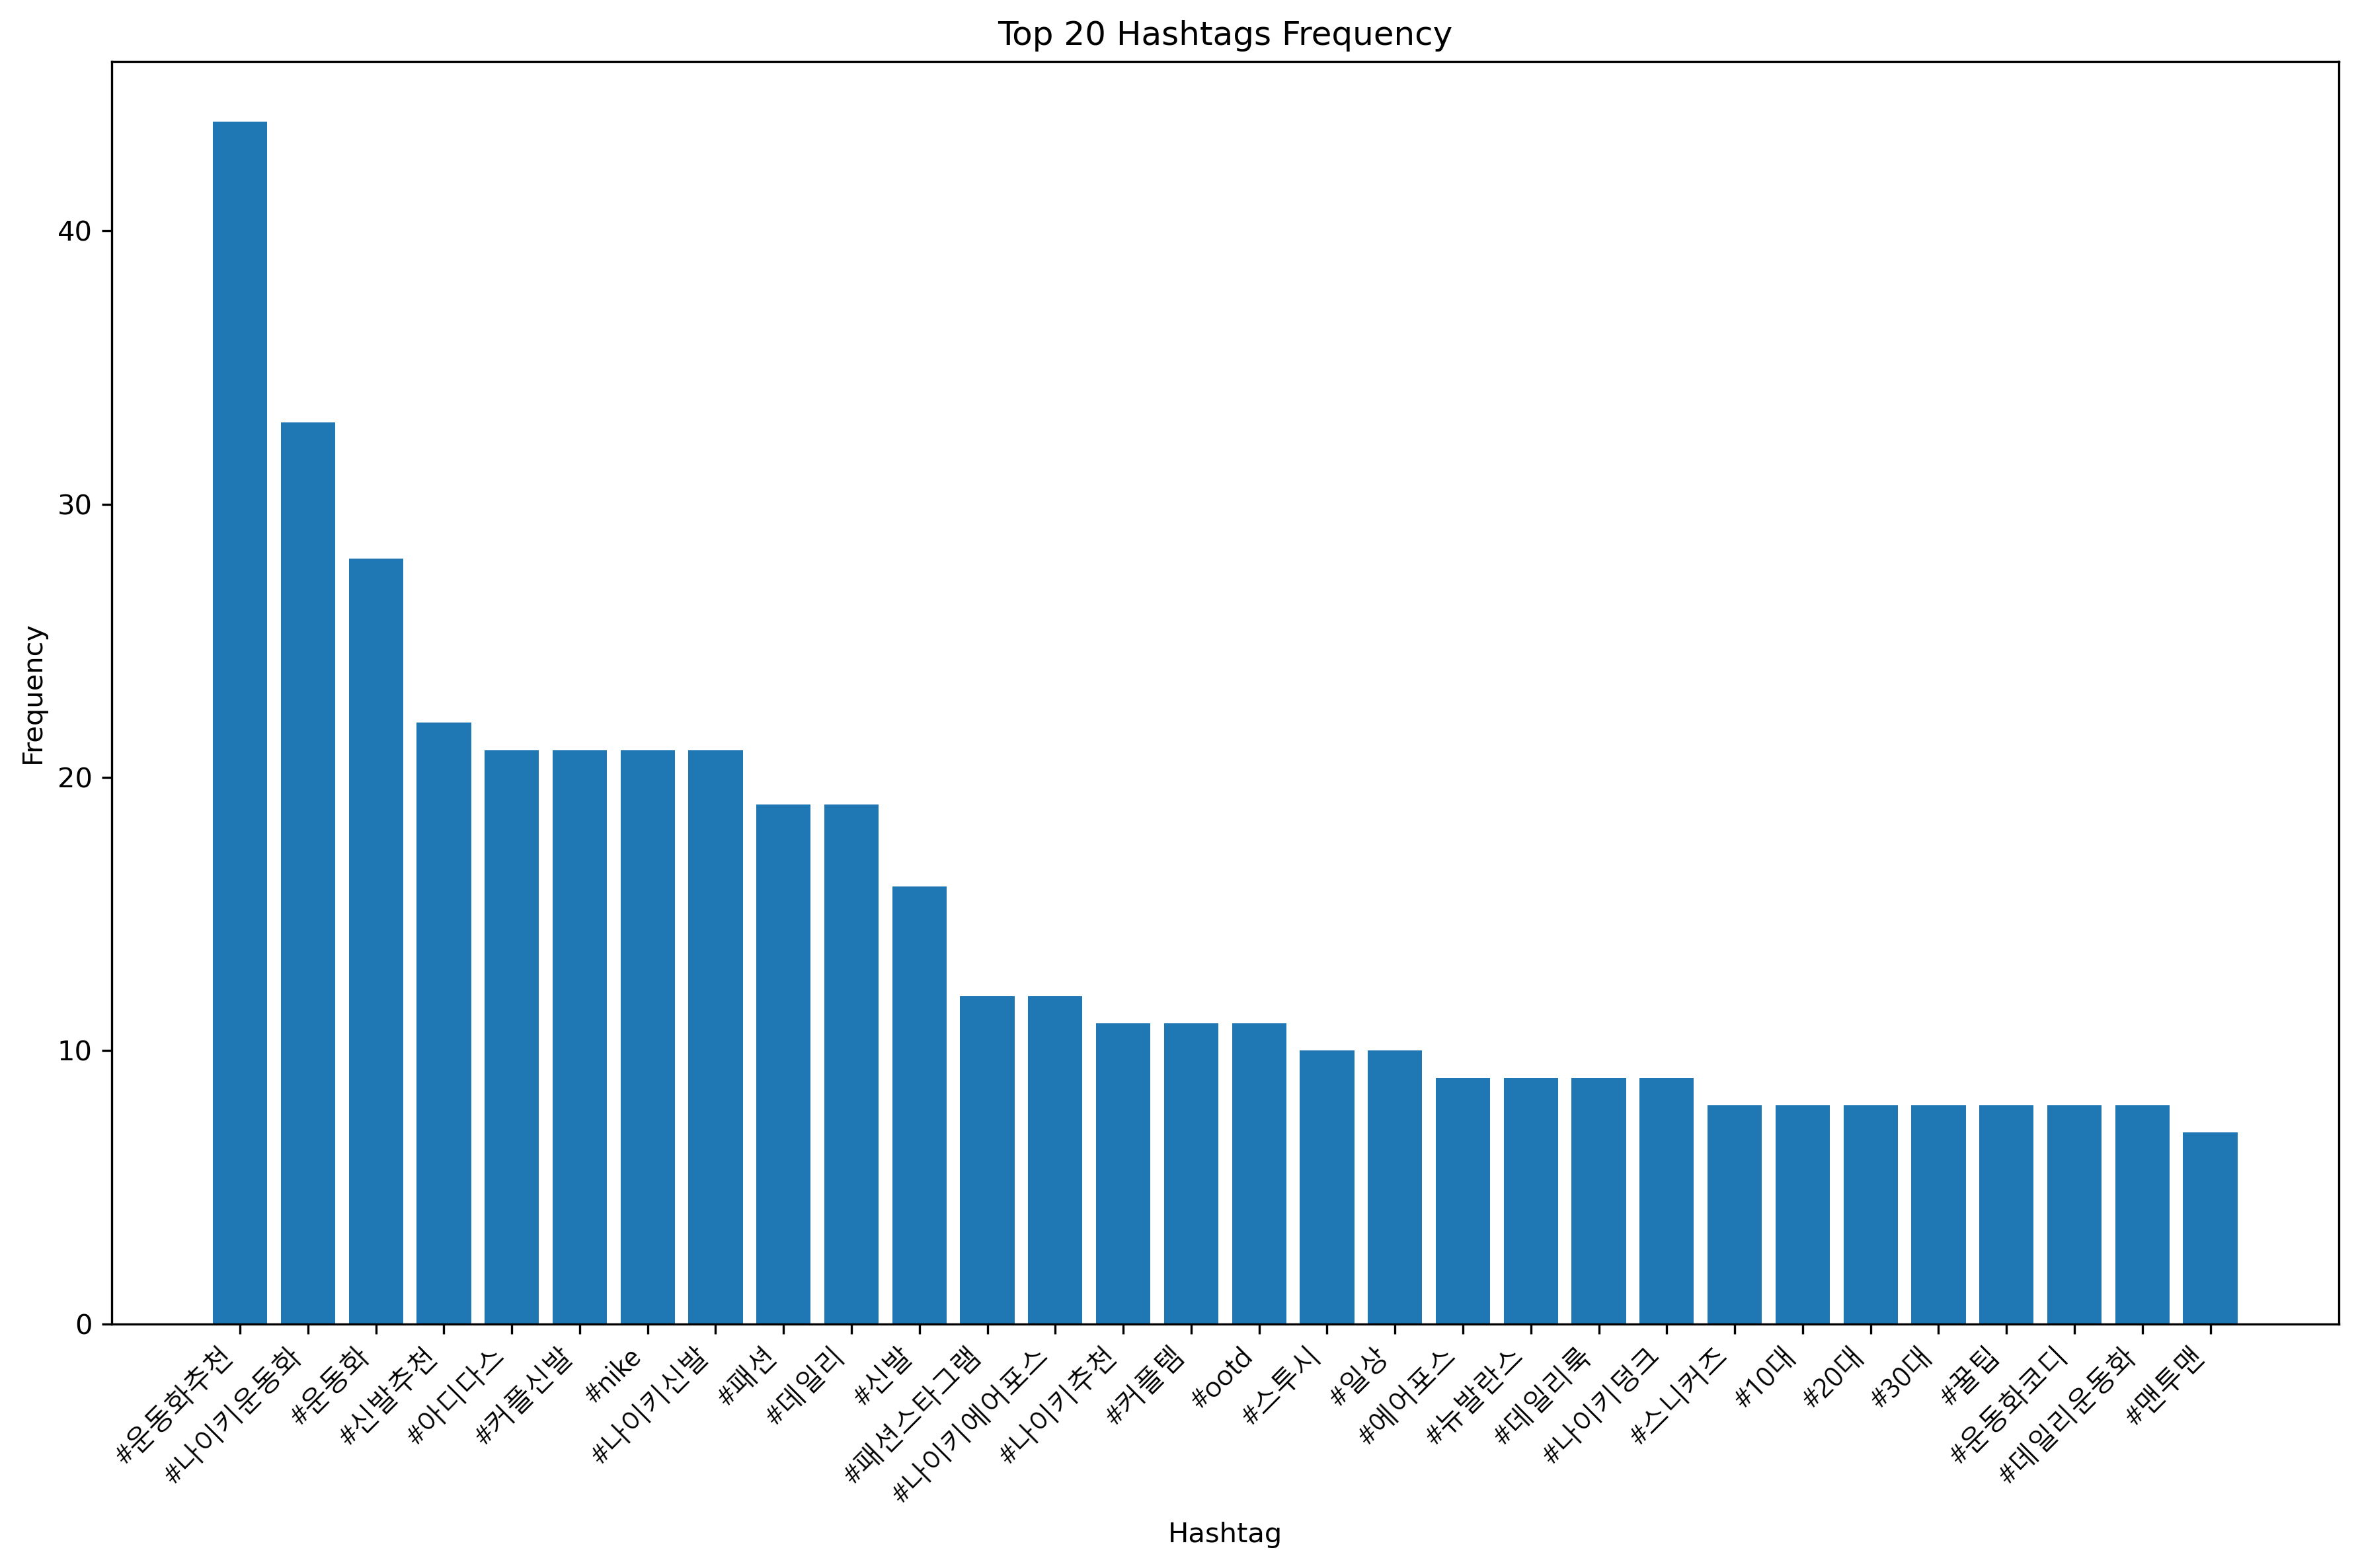 Top 20 Hashtags Frequency
Frequency
40
30
20
10
0
#운동화추천
#나이키운동화
#운동화
#신발추천
#아디다스
#커플신발
#nike
#나이키신발
#패션
#데일리
#신발
#패션스타그램
#나이키에어포스
#나이키추천
#커플템
#ootd
#스투시
#일상
#에어포스
#뉴발란스
#데일리룩
#나이키덩크
#스니커즈
#10대
#20대
#30대
#꿀팁
#운동화코디
#데일리운동화
#맨투맨
Hashtag